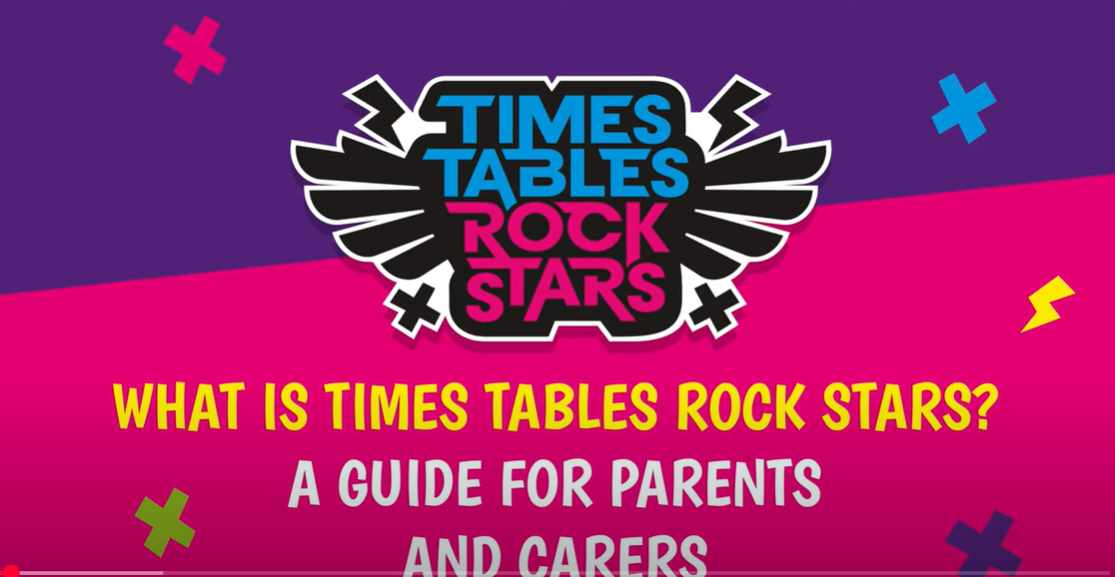 TIMES
TABLES
ROCK
STARS
WHAT IS TIMES TABLES ROCK STARS?
A GUIDE FOR PARENTS
AND CARERS